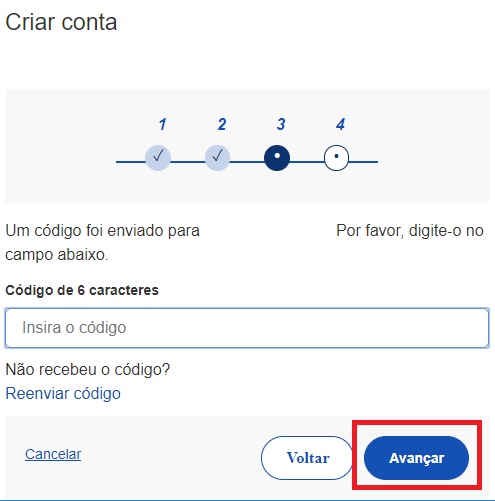 Criar conta
1 2 3 4
Um código foi enviado para Por favor, digite-o no
campo abaixo.
Código de 6 caracteres
Insira o código
Não recebeu o código?
Reenviar código
Cancelar Voltar Avançar